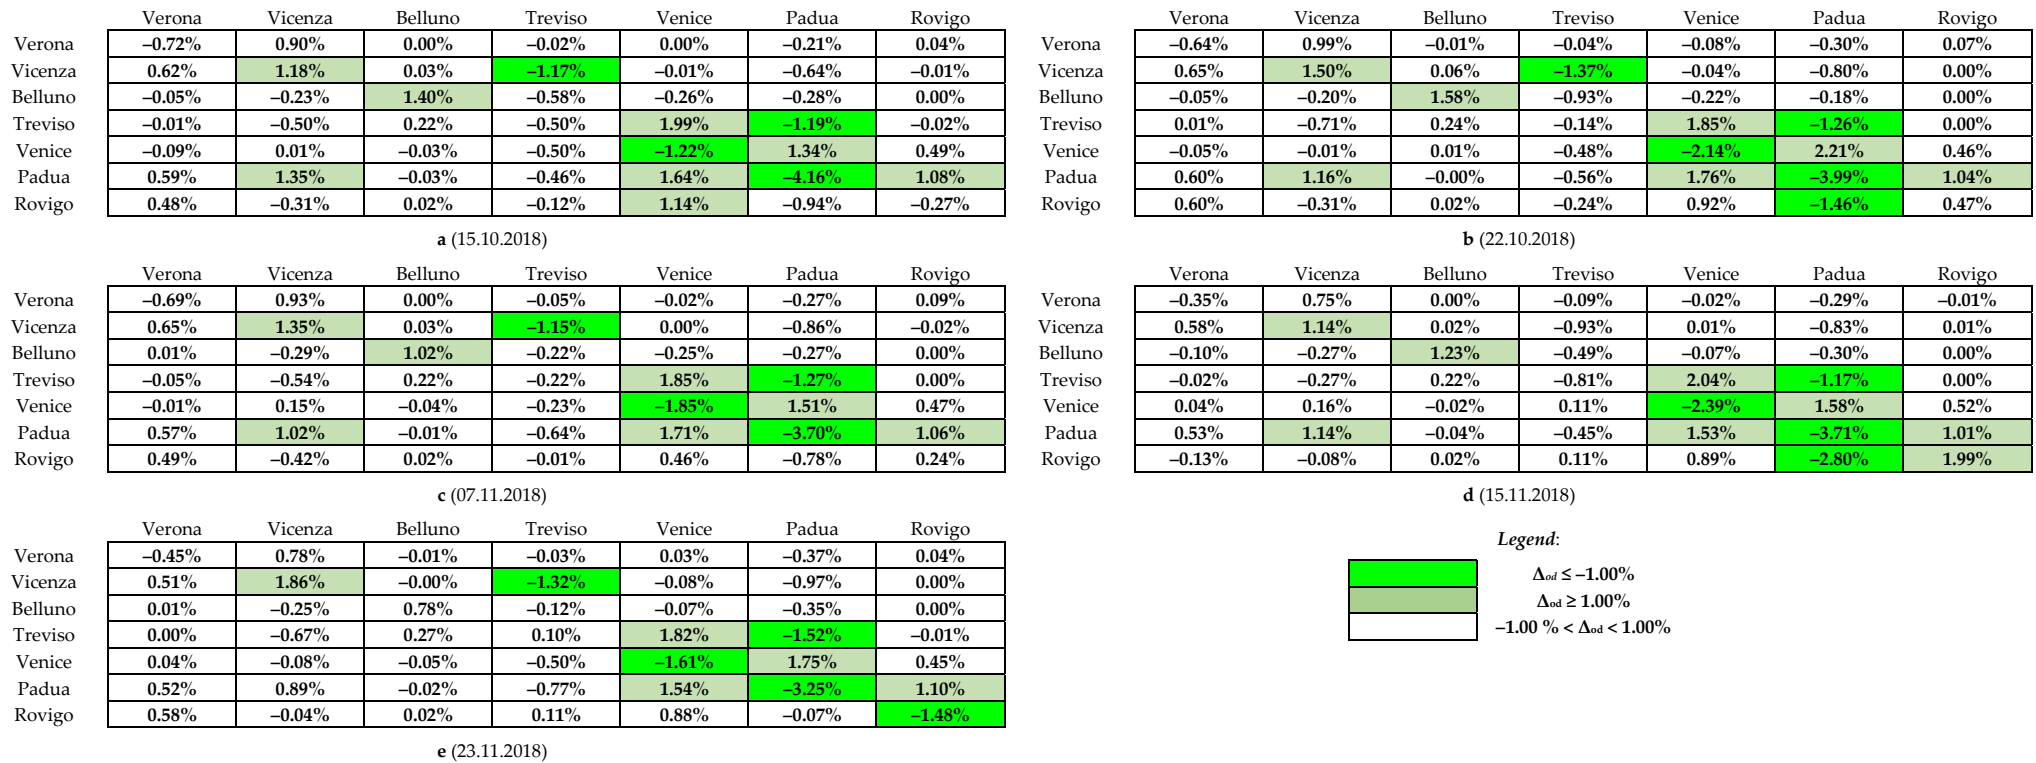 Verona Vicenza Belluno Treviso Venice Padua Rovigo
Verona –0.72% 0.90% 0.00% –0.02% 0.00% –0.21% 0.04%
Vicenza 0.62% 1.18% 0.03% –1.17% –0.01% –0.64% –0.01%
Belluno –0.05% –0.23% 1.40% –0.58% –0.26% –0.28% 0.00%
Treviso –0.01% –0.50% 0.22% –0.50% 1.99% –1.19% –0.02%
Venice –0.09% 0.01% –0.03% –0.50% –1.22% 1.34% 0.49%
Padua 0.59% 1.35% –0.03% –0.46% 1.64% –4.16% 1.08%
Rovigo 0.48% –0.31% 0.02% –0.12% 1.14% –0.94% –0.27%
a (15.10.2018)
Verona Vicenza Belluno Treviso Venice Padua Rovigo
Verona –0.64% 0.99% –0.01% –0.04% –0.08% –0.30% 0.07%
Vicenza 0.65% 1.50% 0.06% –1.37% –0.04% –0.80% 0.00%
Belluno –0.05% –0.20% 1.58% –0.93% –0.22% –0.18% 0.00%
Treviso 0.01% –0.71% 0.24% –0.14% 1.85% –1.26% 0.00%
Venice –0.05% –0.01% 0.01% –0.48% –2.14% 2.21% 0.46%
Padua 0.60% 1.16% –0.00% –0.56% 1.76% –3.99% 1.04%
Rovigo 0.60% –0.31% 0.02% –0.24% 0.92% –1.46% 0.47%
b (22.10.2018)
Verona Vicenza Belluno Treviso Venice Padua Rovigo
Verona –0.69% 0.93% 0.00% –0.05% –0.02% –0.27% 0.09%
Vicenza 0.65% 1.35% 0.03% –1.15% 0.00% –0.86% –0.02%
Belluno 0.01% –0.29% 1.02% –0.22% –0.25% –0.27% 0.00%
Treviso –0.05% –0.54% 0.22% –0.22% 1.85% –1.27% 0.00%
Venice –0.01% 0.15% –0.04% –0.23% –1.85% 1.51% 0.47%
Padua 0.57% 1.02% –0.01% –0.64% 1.71% –3.70% 1.06%
Rovigo 0.49% –0.42% 0.02% –0.01% 0.46% –0.78% 0.24%
c (07.11.2018)
Verona Vicenza Belluno Treviso Venice Padua Rovigo
Verona –0.35% 0.75% 0.00% –0.09% –0.02% –0.29% –0.01%
Vicenza 0.58% 1.14% 0.02% –0.93% 0.01% –0.83% 0.01%
Belluno –0.10% –0.27% 1.23% –0.49% –0.07% –0.30% 0.00%
Treviso –0.02% –0.27% 0.22% –0.81% 2.04% –1.17% 0.00%
Venice 0.04% 0.16% –0.02% 0.11% –2.39% 1.58% 0.52%
Padua 0.53% 1.14% –0.04% –0.45% 1.53% –3.71% 1.01%
Rovigo –0.13% –0.08% 0.02% 0.11% 0.89% –2.80% 1.99%
d (15.11.2018)
Verona Vicenza Belluno Treviso Venice Padua Rovigo
Verona –0.45% 0.78% –0.01% –0.03% 0.03% –0.37% 0.04%
Vicenza 0.51% 1.86% –0.00% –1.32% –0.08% –0.97% 0.00%
Belluno 0.01% –0.25% 0.78% –0.12% –0.07% –0.35% 0.00%
Treviso 0.00% –0.67% 0.27% 0.10% 1.82% –1.52% –0.01%
Venice 0.04% –0.08% –0.05% –0.50% –1.61% 1.75% 0.45%
Padua 0.52% 0.89% –0.02% –0.77% 1.54% –3.25% 1.10%
Rovigo 0.58% –0.04% 0.02% 0.11% 0.88% –0.07% –1.48%
e (23.11.2018)
Legend:
Δod ≤ –1.00%
Δod ≥ 1.00%
–1.00 % < Δod < 1.00%